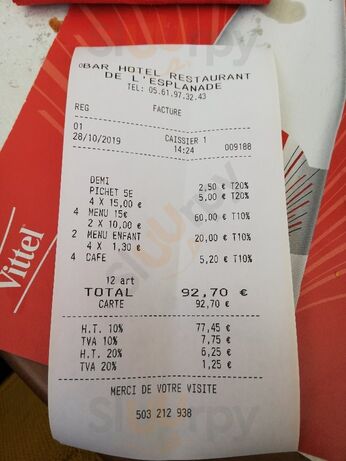 BAR HOTEL RESTAURANT
DE L'ESPLANADE
TEL: 05.61.97.32.43
REG FACTURE
01
28/10/2019 CAISSIER 1
14:24 009188
DEMI 2,50 € T20%
PICHET 5E 5,00 € T20%
4 X 15,00 €
4 MENU 15€ 60,00 € T10%
2 X 10,00 €
2 MENU ENFANT 20,00 € T10%
4 X 1,30 €
4 CAFE 5,20 € T10%
12 art
TOTAL 92,70 €
CARTE 92,70 €
H.T. 10% 77,45 €
TVA 10% 7,75 €
H.T. 20% 6,25 €
TVA 20% 1,25 €
MERCI DE VOTRE VISITE
503 212 938
Vittel
sluurpy